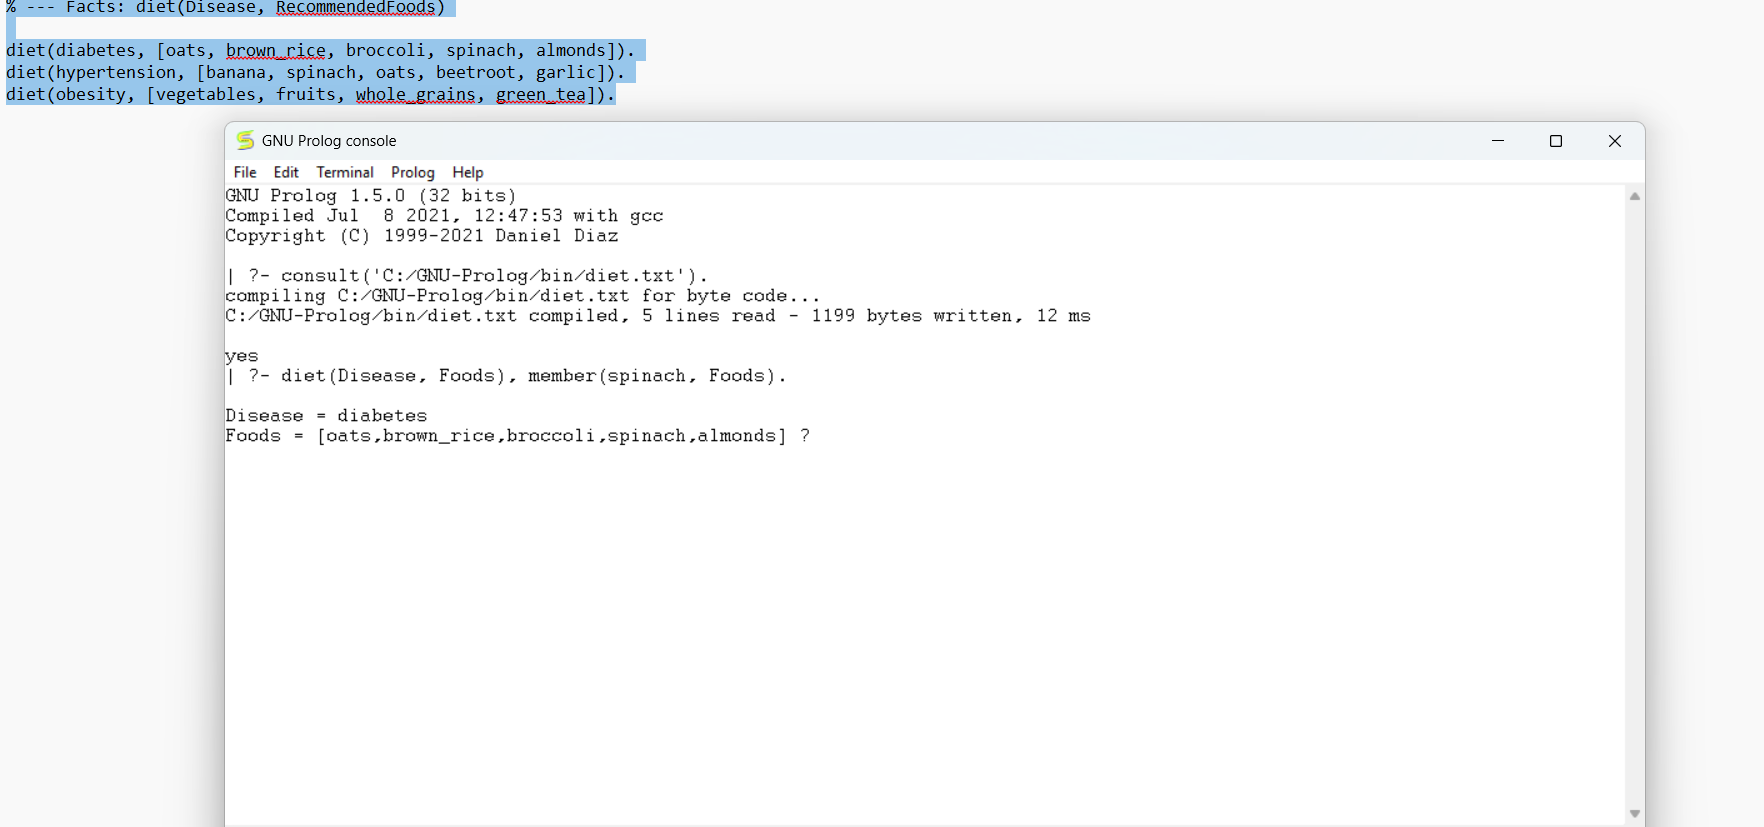 % --- Facts: diet(Disease, RecommendedFoods)
diet(diabetes, [oats, brown_rice, broccoli, spinach, almonds]).
diet(hypertension, [banana, spinach, oats, beetroot, garlic]).
diet(obesity, [vegetables, fruits, whole_grains, green_tea]).
GNU Prolog console
File Edit Terminal Prolog Help
GNU Prolog 1.5.0 (32 bits)
Compiled Jul  8 2021, 12:47:53 with gcc
Copyright (C) 1999-2021 Daniel Diaz
| ?- consult('C:/GNU-Prolog/bin/diet.txt').
compiling C:/GNU-Prolog/bin/diet.txt for byte code...
C:/GNU-Prolog/bin/diet.txt compiled, 5 lines read - 1199 bytes written, 12 ms
yes
| ?- diet(Disease, Foods), member(spinach, Foods).
Disease = diabetes
Foods = [oats,brown_rice,broccoli,spinach,almonds] ?